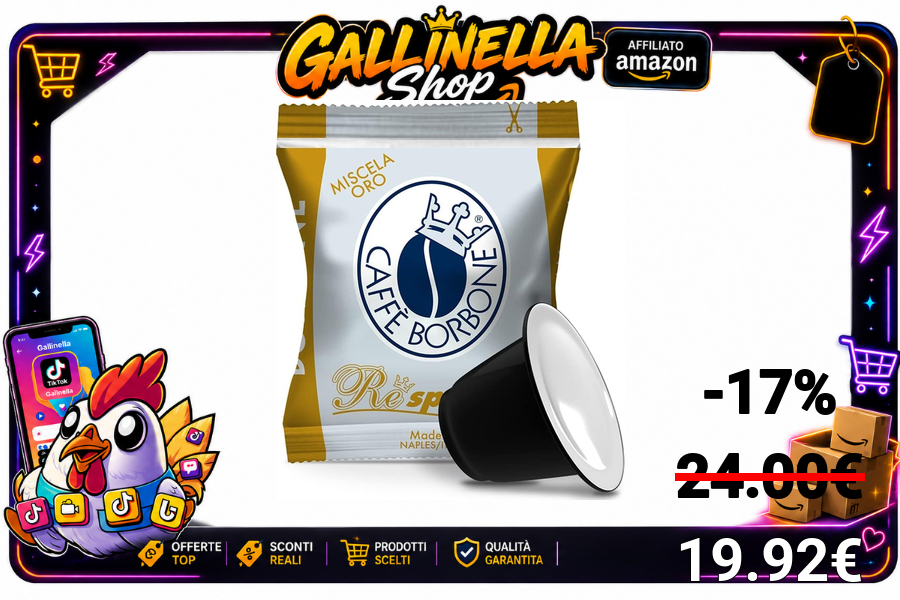 GALLINELLA
Shop
AFFILIATO
amazon
MISCELA
ORO
CAFFÈ BORBONE
®
Made
NAPLES/
Gallinella
TikTok
Gallinella
-17%
24.00€
19.92€
OFFERTE
TOP
SCONTI
REALI
PRODOTTI
SCELTI
QUALITÀ
GARANTITA